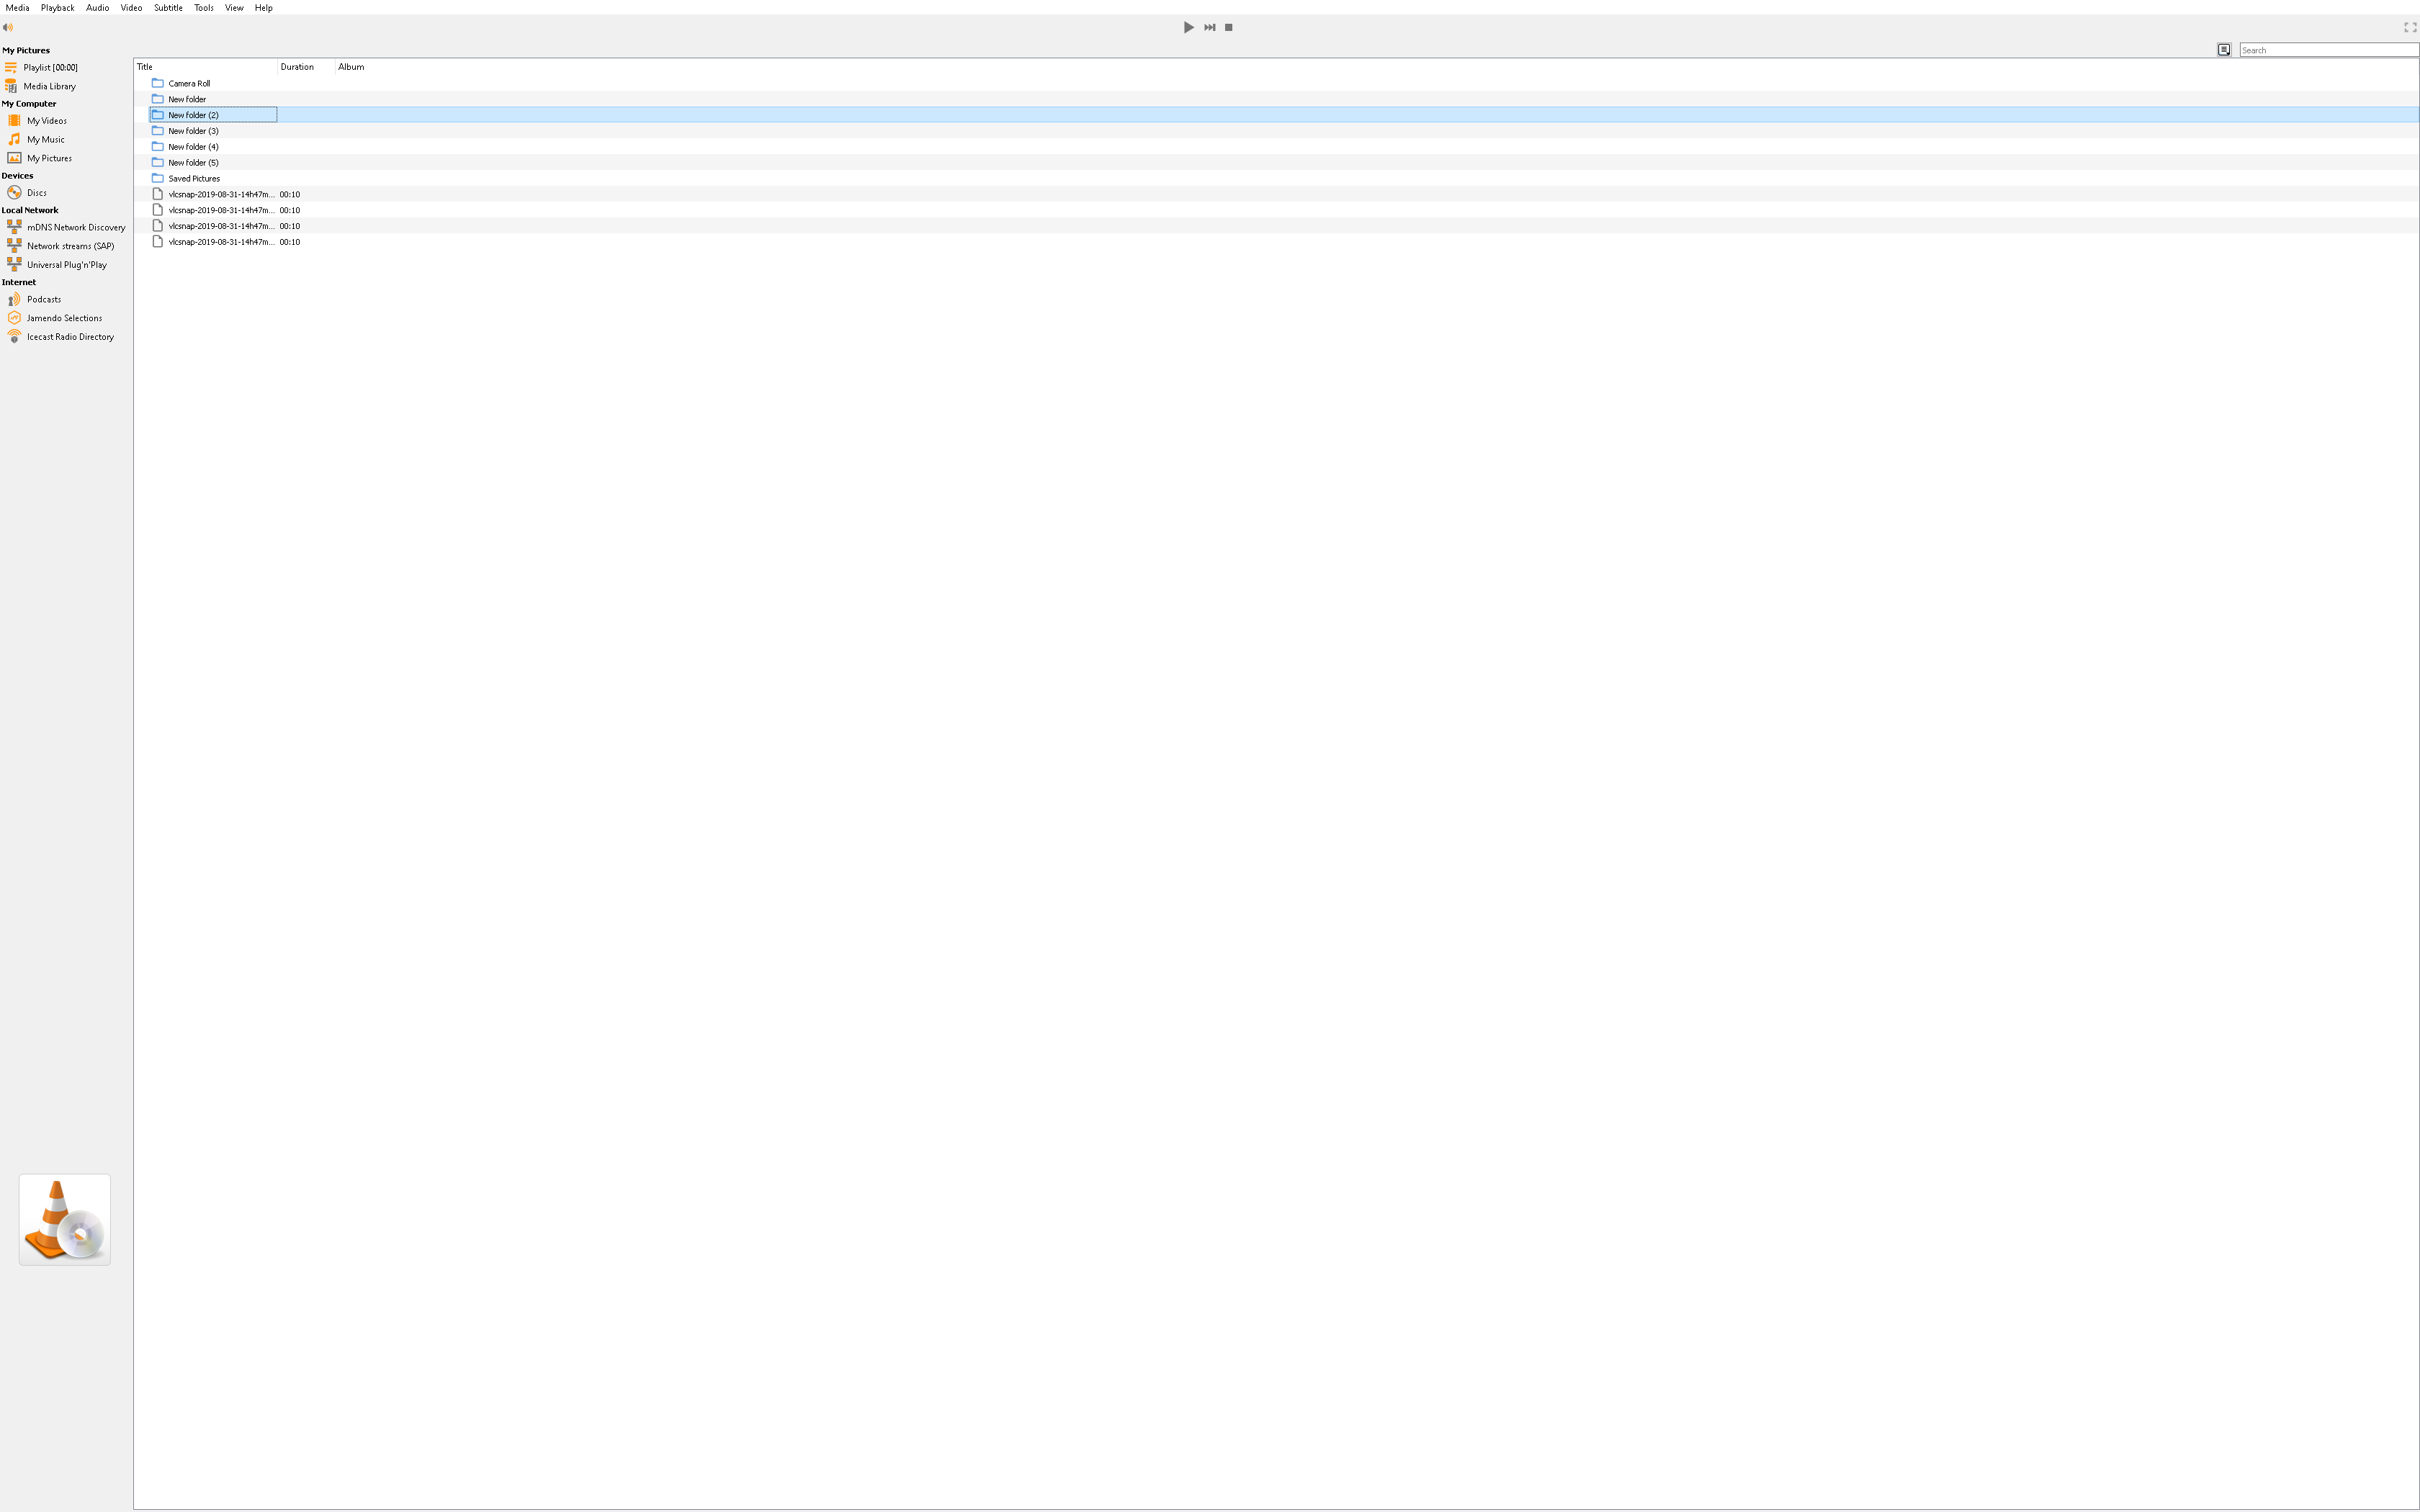 Media Playback Audio Video Subtitle Tools View Help
My Pictures
Search
Playlist [00:00]
Media Library
My Computer
My Videos
My Music
My Pictures
Devices
Discs
Local Network
mDNS Network Discovery
Network streams (SAP)
Universal Plug'n'Play
Internet
Podcasts
Jamendo Selections
Icecast Radio Directory
Title Duration Album
Camera Roll
New folder
New folder (2)
New folder (3)
New folder (4)
New folder (5)
Saved Pictures
vlcsnap-2019-08-31-14h47m... 00:10
vlcsnap-2019-08-31-14h47m... 00:10
vlcsnap-2019-08-31-14h47m... 00:10
vlcsnap-2019-08-31-14h47m... 00:10